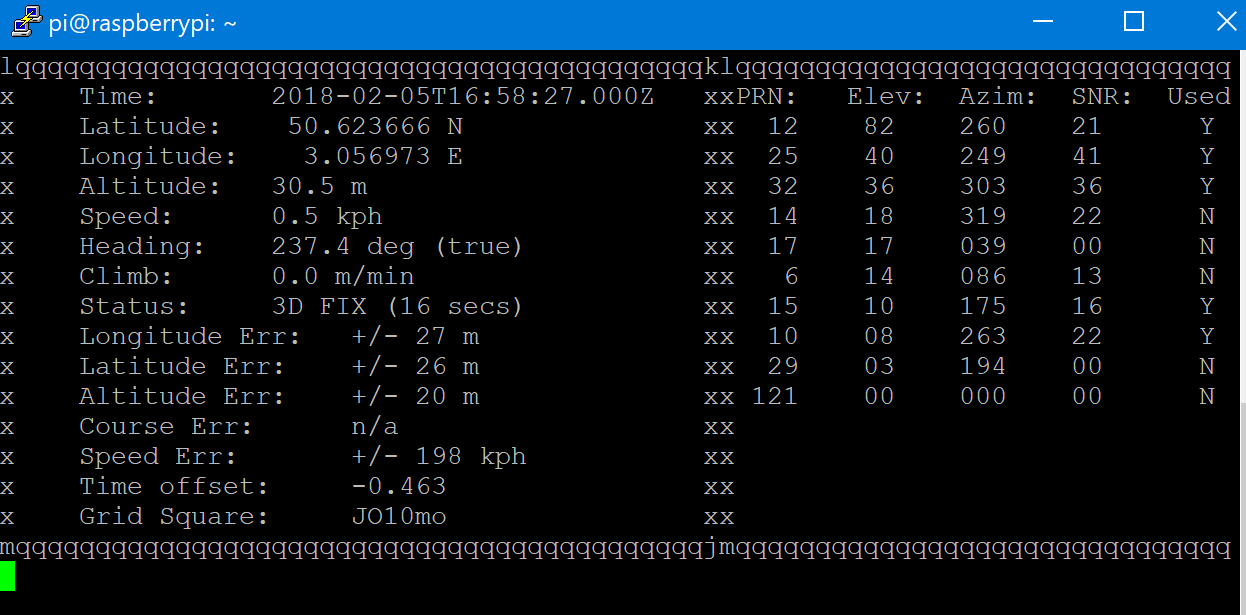 pi@raspberrypi: ~
lqqqqqqqqqqqqqqqqqqqqqqqqqqqqqqqqqqqqqqqqqqqklqqqqqqqqqqqqqqqqqqqqqqqqqqqqqqq
x    Time:       2018-02-05T16:58:27.000Z   xxPRN:   Elev:  Azim:  SNR:  Used
x    Latitude:    50.623666 N               xx  12    82    260    21      Y
x    Longitude:    3.056973 E               xx  25    40    249    41      Y
x    Altitude:   30.5 m                     xx  32    36    303    36      Y
x    Speed:      0.5 kph                    xx  14    18    319    22      N
x    Heading:    237.4 deg (true)           xx  17    17    039    00      N
x    Climb:      0.0 m/min                  xx   6    14    086    13      N
x    Status:     3D FIX (16 secs)           xx  15    10    175    16      Y
x    Longitude Err:   +/- 27 m              xx  10    08    263    22      Y
x    Latitude Err:    +/- 26 m              xx  29    03    194    00      N
x    Altitude Err:    +/- 20 m              xx 121    00    000    00      N
x    Course Err:      n/a                   xx
x    Speed Err:       +/- 198 kph           xx
x    Time offset:     -0.463                xx
x    Grid Square:     JO10mo                xx
mqqqqqqqqqqqqqqqqqqqqqqqqqqqqqqqqqqqqqqqqqqqjmqqqqqqqqqqqqqqqqqqqqqqqqqqqqqqq